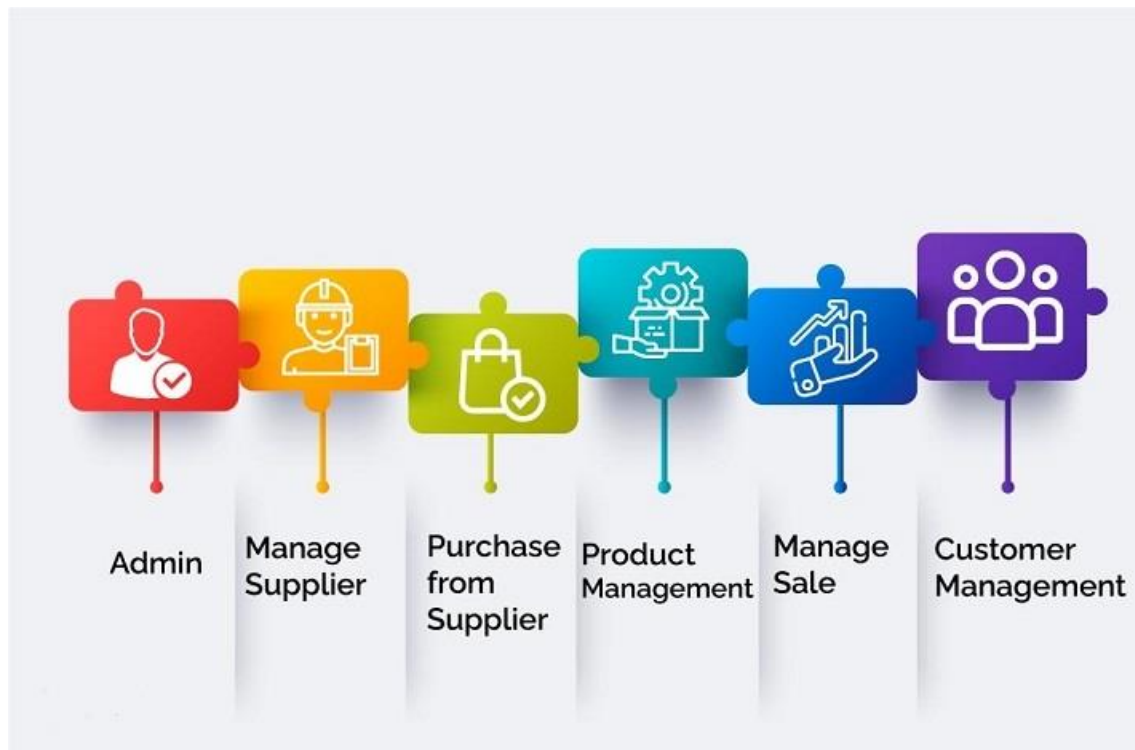 Admin
Manage
Supplier
Purchase
from
Supplier
Product
Management
Manage
Sale
Customer
Management